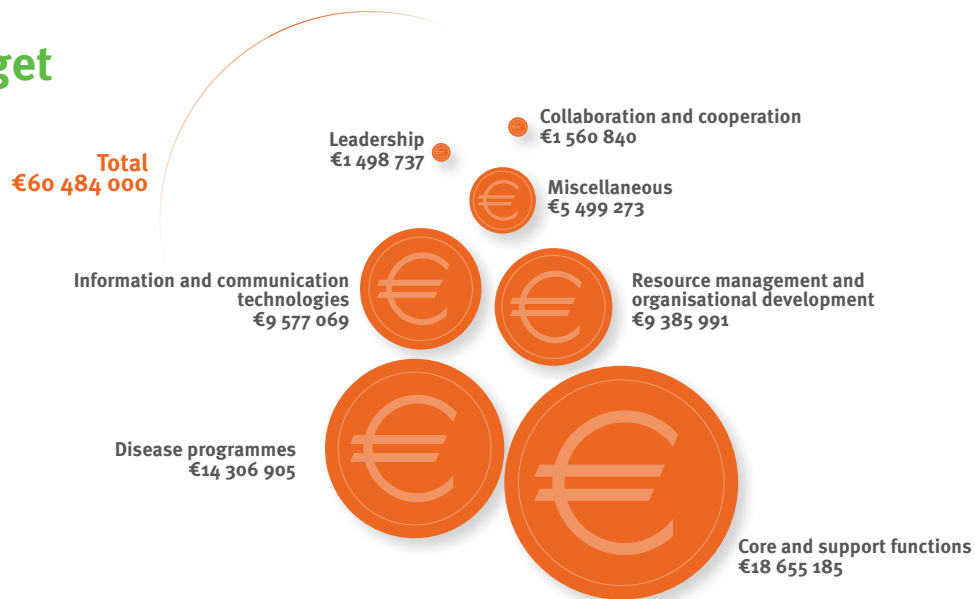 get
Total
€60 484 000
Leadership
€1 498 737
Collaboration and cooperation
€1 560 840
Miscellaneous
€5 499 273
Information and communication
technologies
€9 577 069
Resource management and
organisational development
€9 385 991
Disease programmes
€14 306 905
Core and support functions
€18 655 185